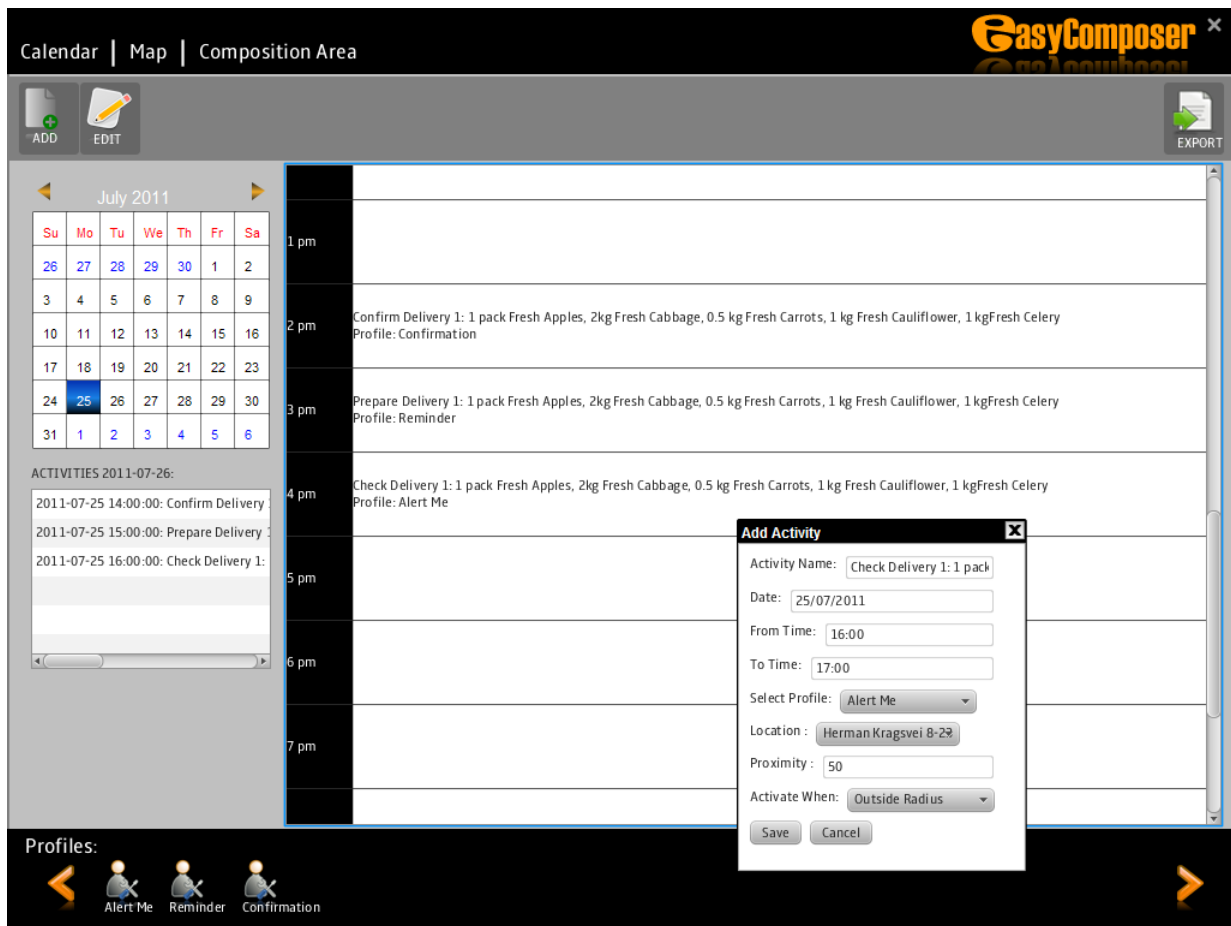 Calendar | Map | Composition Area
easyComposer
ADD
EDIT
EXPORT
July 2011
Su Mo Tu We Th Fr Sa
26 27 28 29 30 1 2
3 4 5 6 7 8 9
10 11 12 13 14 15 16
17 18 19 20 21 22 23
24 25 26 27 28 29 30
31 1 2 3 4 5 6
ACTIVITIES 2011-07-26:
2011-07-25 14:00:00: Confirm Delivery
2011-07-25 15:00:00: Prepare Delivery
2011-07-25 16:00:00: Check Delivery 1:
1 pm
2 pm
Confirm Delivery 1: 1 pack Fresh Apples, 2kg Fresh Cabbage, 0.5 kg Fresh Carrots, 1 kg Fresh Cauliflower, 1 kgFresh Celery
Profile: Confirmation
3 pm
Prepare Delivery 1: 1 pack Fresh Apples, 2kg Fresh Cabbage, 0.5 kg Fresh Carrots, 1 kg Fresh Cauliflower, 1 kgFresh Celery
Profile: Reminder
4 pm
Check Delivery 1: 1 pack Fresh Apples, 2kg Fresh Cabbage, 0.5 kg Fresh Carrots, 1 kg Fresh Cauliflower, 1 kgFresh Celery
Profile: Alert Me
5 pm
6 pm
7 pm
Add Activity
Activity Name: Check Delivery 1: 1 pack
Date: 25/07/2011
From Time: 16:00
To Time: 17:00
Select Profile: Alert Me
Location : Herman Kragsvei 8-22
Proximity : 50
Activate When: Outside Radius
Save Cancel
Profiles:
Alert Me
Reminder
Confirmation